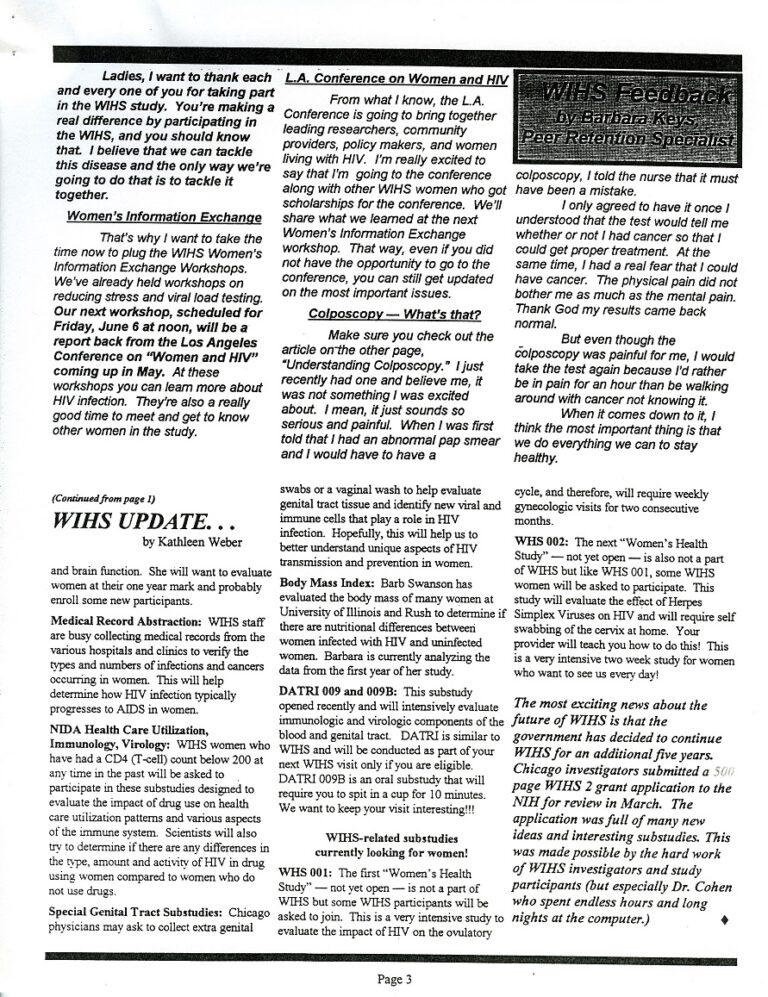 Ladies, I want to thank each
and every one of you for taking part
in the WIHS study. You're making a
real difference by participating in
the WIHS, and you should know
that. I believe that we can tackle
this disease and the only way we're
going to do that is to tackle it
together.
Women's Information Exchange
That's why I want to take the
time now to plug the WIHS Women's
Information Exchange Workshops.
We've already held workshops on
reducing stress and viral load testing.
Our next workshop, scheduled for
Friday, June 6 at noon, will be a
report back from the Los Angeles
Conference on "Women and HIV"
coming up in May. At these
workshops you can learn more about
HIV infection. They're also a really
good time to meet and get to know
other women in the study.
L.A. Conference on Women and HIV
From what I know, the L.A.
Conference is going to bring together
leading researchers, community
providers, policy makers, and women
living with HIV. I'm really excited to
say that I'm going to the conference
along with other WIHS women who got
scholarships for the conference. We'll
share what we learned at the next
Women's Information Exchange
workshop. That way, even if you did
not have the opportunity to go to the
conference, you can still get updated
on the most important issues.
Colposcopy — What's that?
Make sure you check out the
article on the other page,
"Understanding Colposcopy." I just
recently had one and believe me, it
was not something I was excited
about. I mean, it just sounds so
serious and painful. When I was first
told that I had an abnormal pap smear
and I would have to have a
WIHS Feedback
by Barbara Keys,
Peer Retention Specialist
colposcopy, I told the nurse that it must
have been a mistake.
I only agreed to have it once I
understood that the test would tell me
whether or not I had cancer so that I
could get proper treatment. At the
same time, I had a real fear that I could
have cancer. The physical pain did not
bother me as much as the mental pain.
Thank God my results came back
normal.
But even though the
colposcopy was painful for me, I would
take the test again because I'd rather
be in pain for an hour than be walking
around with cancer not knowing it.
When it comes down to it, I
think the most important thing is that
we do everything we can to stay
healthy.
(Continued from page 1)
WIHS UPDATE. . .
by Kathleen Weber
and brain function. She will want to evaluate
women at their one year mark and probably
enroll some new participants.
Medical Record Abstraction: WIHS staff
are busy collecting medical records from the
various hospitals and clinics to verify the
types and numbers of infections and cancers
occurring in women. This will help
determine how HIV infection typically
progresses to AIDS in women.
NIDA Health Care Utilization,
Immunology, Virology: WIHS women who
have had a CD4 (T-cell) count below 200 at
any time in the past will be asked to
participate in these substudies designed to
evaluate the impact of drug use on health
care utilization patterns and various aspects
of the immune system. Scientists will also
try to determine if there are any differences in
the type, amount and activity of HIV in drug
using women compared to women who do
not use drugs.
Special Genital Tract Substudies: Chicago
physicians may ask to collect extra genital
swabs or a vaginal wash to help evaluate
genital tract tissue and identify new viral and
immune cells that play a role in HIV
infection. Hopefully, this will help us to
better understand unique aspects of HIV
transmission and prevention in women.
Body Mass Index: Barb Swanson has
evaluated the body mass of many women at
University of Illinois and Rush to determine if
there are nutritional differences between
women infected with HIV and uninfected
women. Barbara is currently analyzing the
data from the first year of her study.
DATRI 009 and 009B: This substudy
opened recently and will intensively evaluate
immunologic and virologic components of the
blood and genital tract. DATRI is similar to
WIHS and will be conducted as part of your
next WIHS visit only if you are eligible.
DATRI 009B is an oral substudy that will
require you to spit in a cup for 10 minutes.
We want to keep your visit interesting!!!
WIHS-related substudies
currently looking for women!
WHS 001: The first "Women's Health
Study" — not yet open — is not a part of
WIHS but some WIHS participants will be
asked to join. This is a very intensive study to
evaluate the impact of HIV on the ovulatory
cycle, and therefore, will require weekly
gynecologic visits for two consecutive
months.
WHS 002: The next "Women's Health
Study" — not yet open — is also not a part
of WIHS but like WHS 001, some WIHS
women will be asked to participate. This
study will evaluate the effect of Herpes
Simplex Viruses on HIV and will require self
swabbing of the cervix at home. Your
provider will teach you how to do this! This
is a very intensive two week study for women
who want to see us every day!
The most exciting news about the
future of WIHS is that the
government has decided to continue
WIHS for an additional five years.
Chicago investigators submitted a 500
page WIHS 2 grant application to the
NIH for review in March. The
application was full of many new
ideas and interesting substudies. This
was made possible by the hard work
of WIHS investigators and study
participants (but especially Dr. Cohen
who spent endless hours and long
nights at the computer.) ♦
Page 3